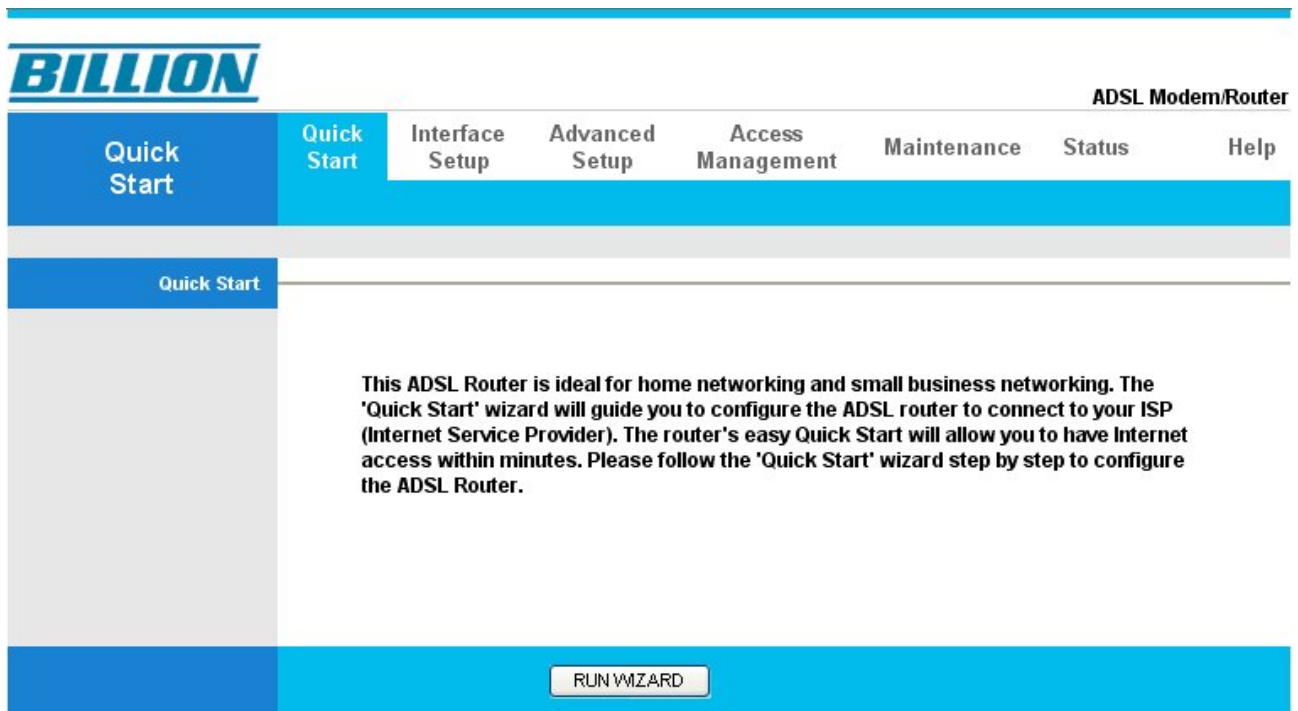 BILLION
ADSL Modem/Router
Quick
Start
Quick
Start
Interface
Setup
Advanced
Setup
Access
Management
Maintenance
Status
Help
Quick Start
This ADSL Router is ideal for home networking and small business networking. The
'Quick Start' wizard will guide you to configure the ADSL router to connect to your ISP
(Internet Service Provider). The router's easy Quick Start will allow you to have Internet
access within minutes. Please follow the 'Quick Start' wizard step by step to configure
the ADSL Router.
RUN WIZARD